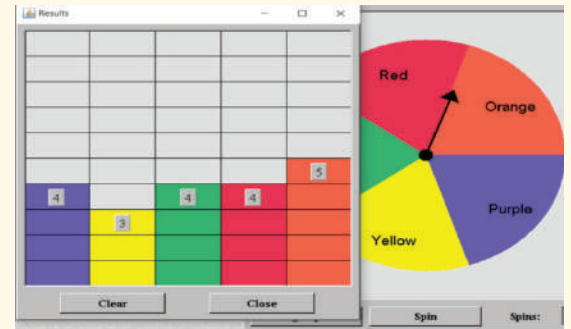 Results
Red
Orange
Purple
Yellow
4
3
4
4
5
Clear
Close
Spin
Spins: